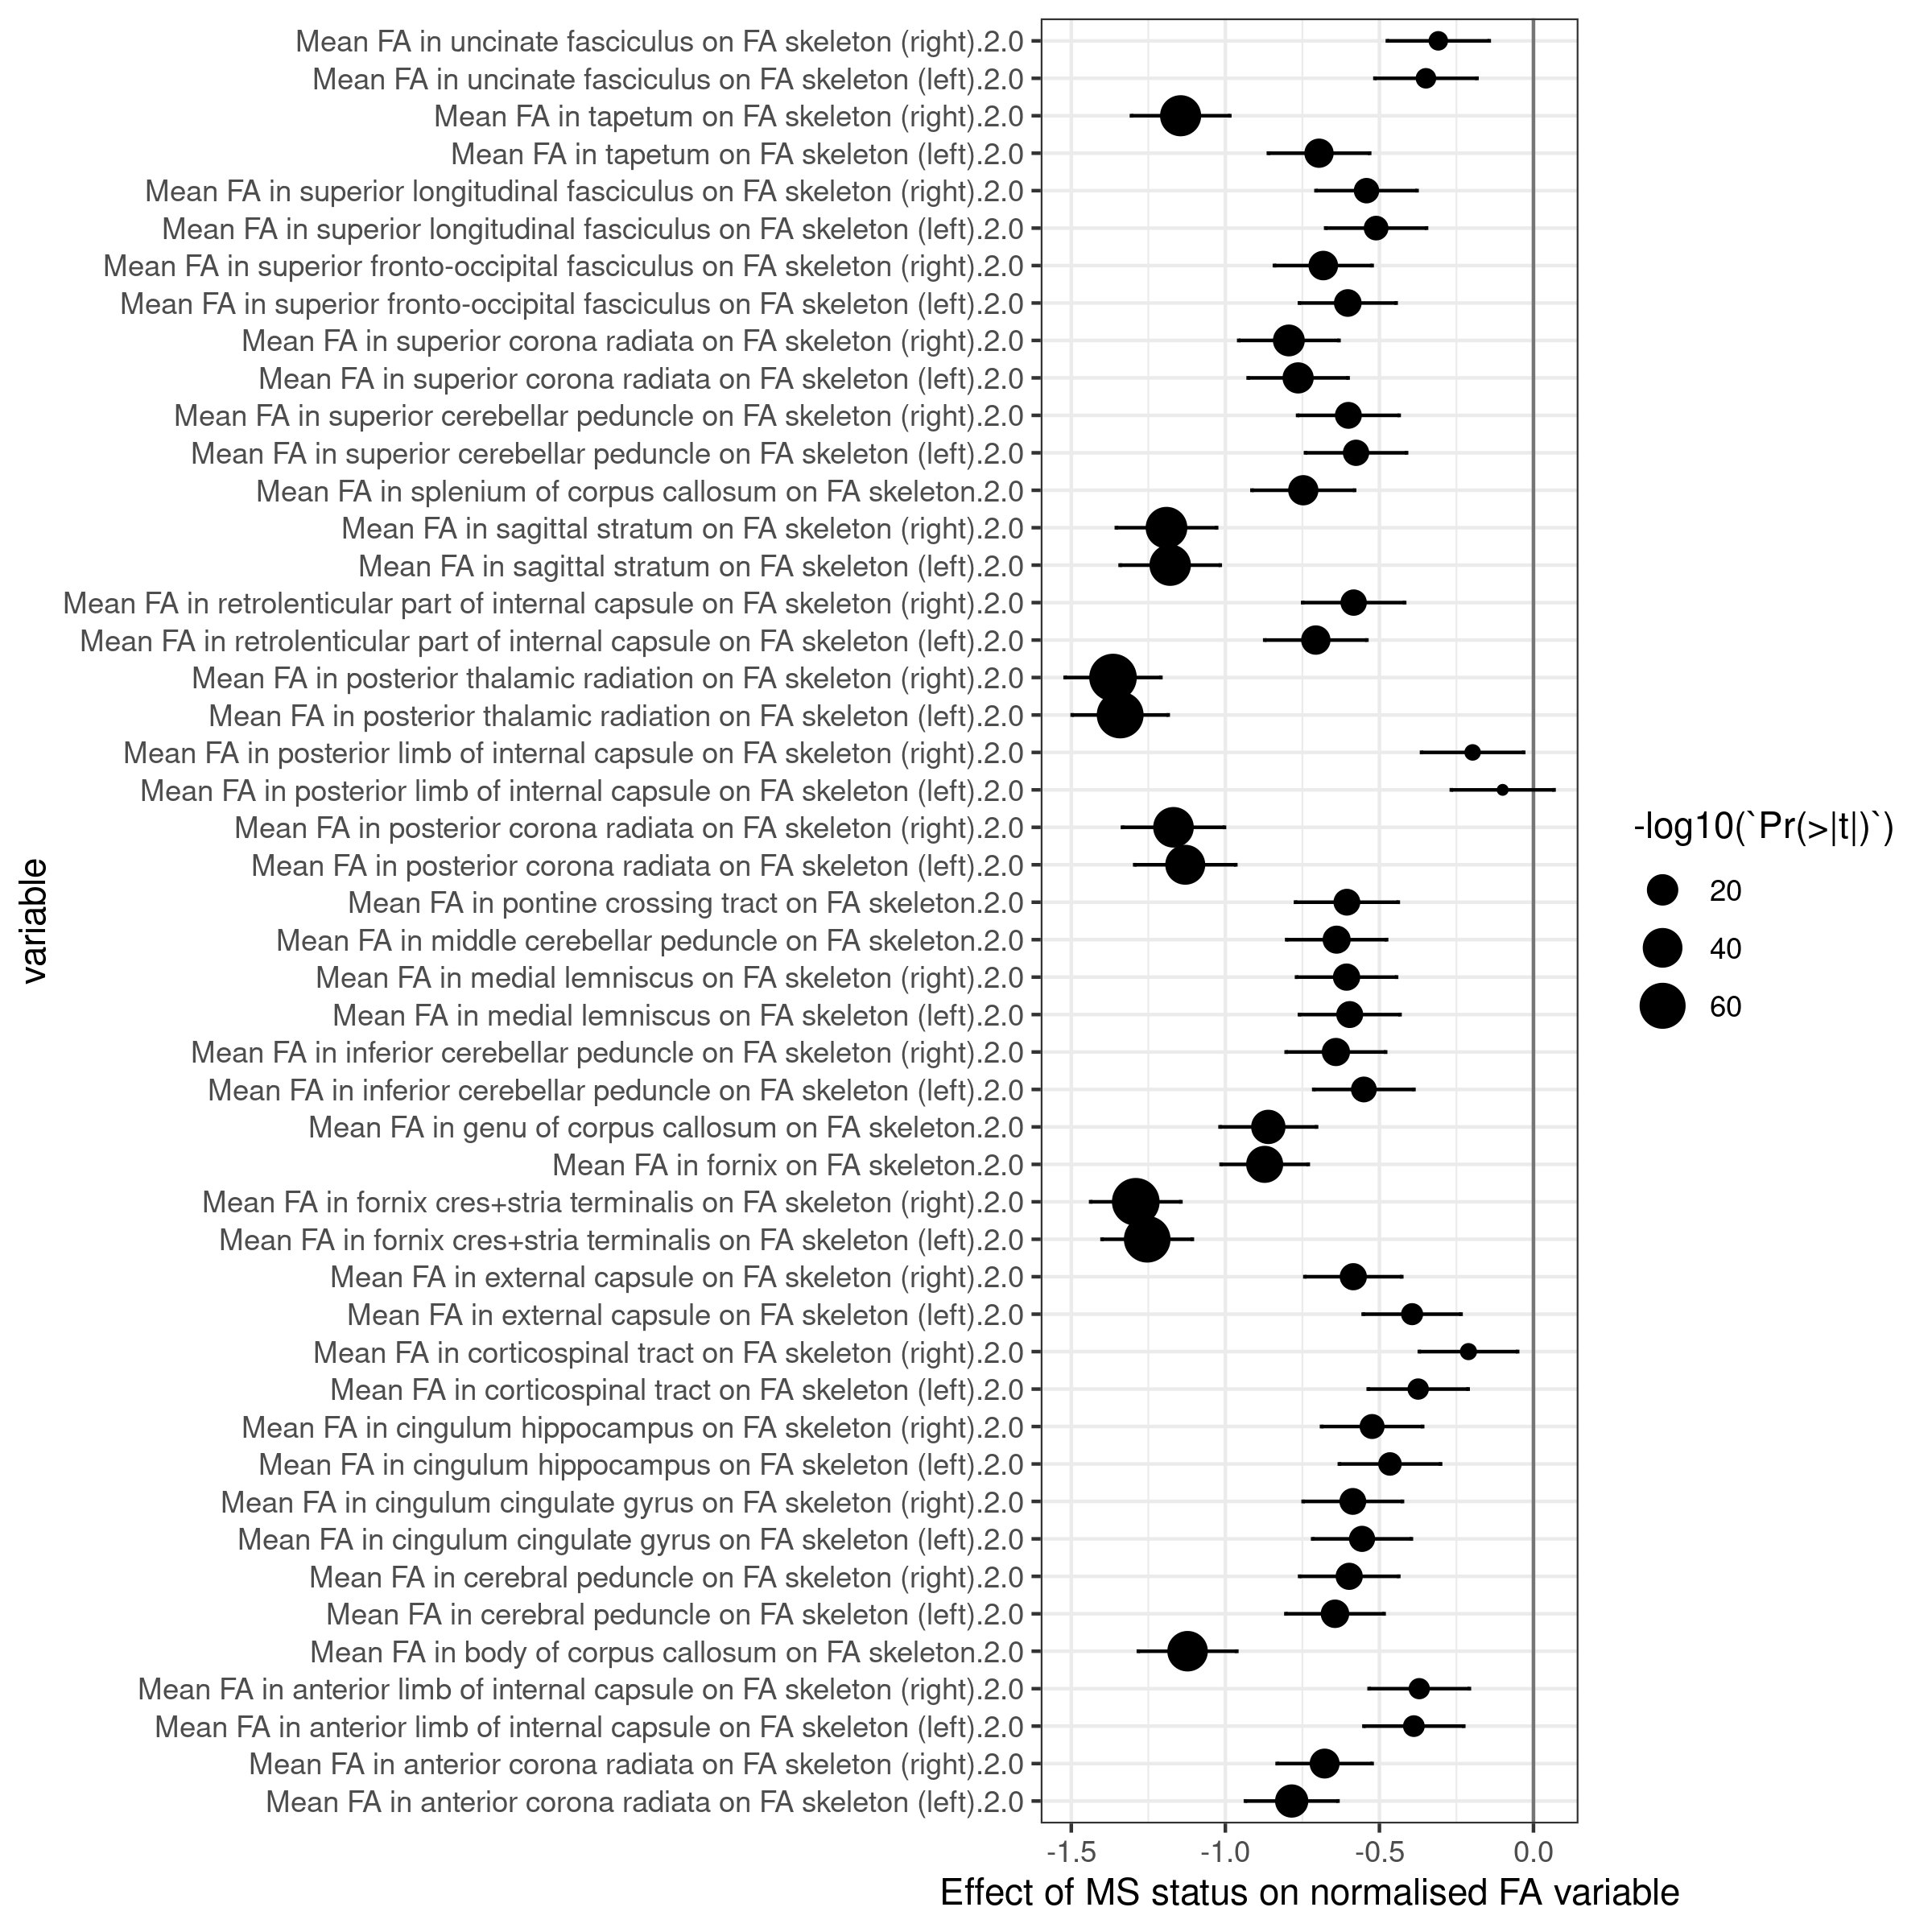 Mean FA in uncinate fasciculus on FA skeleton (right).2.0
Mean FA in uncinate fasciculus on FA skeleton (left).2.0
Mean FA in tapetum on FA skeleton (right).2.0
Mean FA in tapetum on FA skeleton (left).2.0
Mean FA in superior longitudinal fasciculus on FA skeleton (right).2.0
Mean FA in superior longitudinal fasciculus on FA skeleton (left).2.0
Mean FA in superior fronto-occipital fasciculus on FA skeleton (right).2.0
Mean FA in superior fronto-occipital fasciculus on FA skeleton (left).2.0
Mean FA in superior corona radiata on FA skeleton (right).2.0
Mean FA in superior corona radiata on FA skeleton (left).2.0
Mean FA in superior cerebellar peduncle on FA skeleton (right).2.0
Mean FA in superior cerebellar peduncle on FA skeleton (left).2.0
Mean FA in splenium of corpus callosum on FA skeleton.2.0
Mean FA in sagittal stratum on FA skeleton (right).2.0
Mean FA in sagittal stratum on FA skeleton (left).2.0
Mean FA in retrolenticular part of internal capsule on FA skeleton (right).2.0
Mean FA in retrolenticular part of internal capsule on FA skeleton (left).2.0
Mean FA in posterior thalamic radiation on FA skeleton (right).2.0
Mean FA in posterior thalamic radiation on FA skeleton (left).2.0
Mean FA in posterior limb of internal capsule on FA skeleton (right).2.0
Mean FA in posterior limb of internal capsule on FA skeleton (left).2.0
Mean FA in posterior corona radiata on FA skeleton (right).2.0
Mean FA in posterior corona radiata on FA skeleton (left).2.0
Mean FA in pontine crossing tract on FA skeleton.2.0
Mean FA in middle cerebellar peduncle on FA skeleton.2.0
Mean FA in medial lemniscus on FA skeleton (right).2.0
Mean FA in medial lemniscus on FA skeleton (left).2.0
Mean FA in inferior cerebellar peduncle on FA skeleton (right).2.0
Mean FA in inferior cerebellar peduncle on FA skeleton (left).2.0
Mean FA in genu of corpus callosum on FA skeleton.2.0
Mean FA in fornix on FA skeleton.2.0
Mean FA in fornix cres+stria terminalis on FA skeleton (right).2.0
Mean FA in fornix cres+stria terminalis on FA skeleton (left).2.0
Mean FA in external capsule on FA skeleton (right).2.0
Mean FA in external capsule on FA skeleton (left).2.0
Mean FA in corticospinal tract on FA skeleton (right).2.0
Mean FA in corticospinal tract on FA skeleton (left).2.0
Mean FA in cingulum hippocampus on FA skeleton (right).2.0
Mean FA in cingulum hippocampus on FA skeleton (left).2.0
Mean FA in cingulum cingulate gyrus on FA skeleton (right).2.0
Mean FA in cingulum cingulate gyrus on FA skeleton (left).2.0
Mean FA in cerebral peduncle on FA skeleton (right).2.0
Mean FA in cerebral peduncle on FA skeleton (left).2.0
Mean FA in body of corpus callosum on FA skeleton.2.0
Mean FA in anterior limb of internal capsule on FA skeleton (right).2.0
Mean FA in anterior limb of internal capsule on FA skeleton (left).2.0
Mean FA in anterior corona radiata on FA skeleton (right).2.0
Mean FA in anterior corona radiata on FA skeleton (left).2.0
variable
-1.5 -1.0 -0.5 0.0
Effect of MS status on normalised FA variable
-log10(`Pr(>|t|)`)
20
40
60